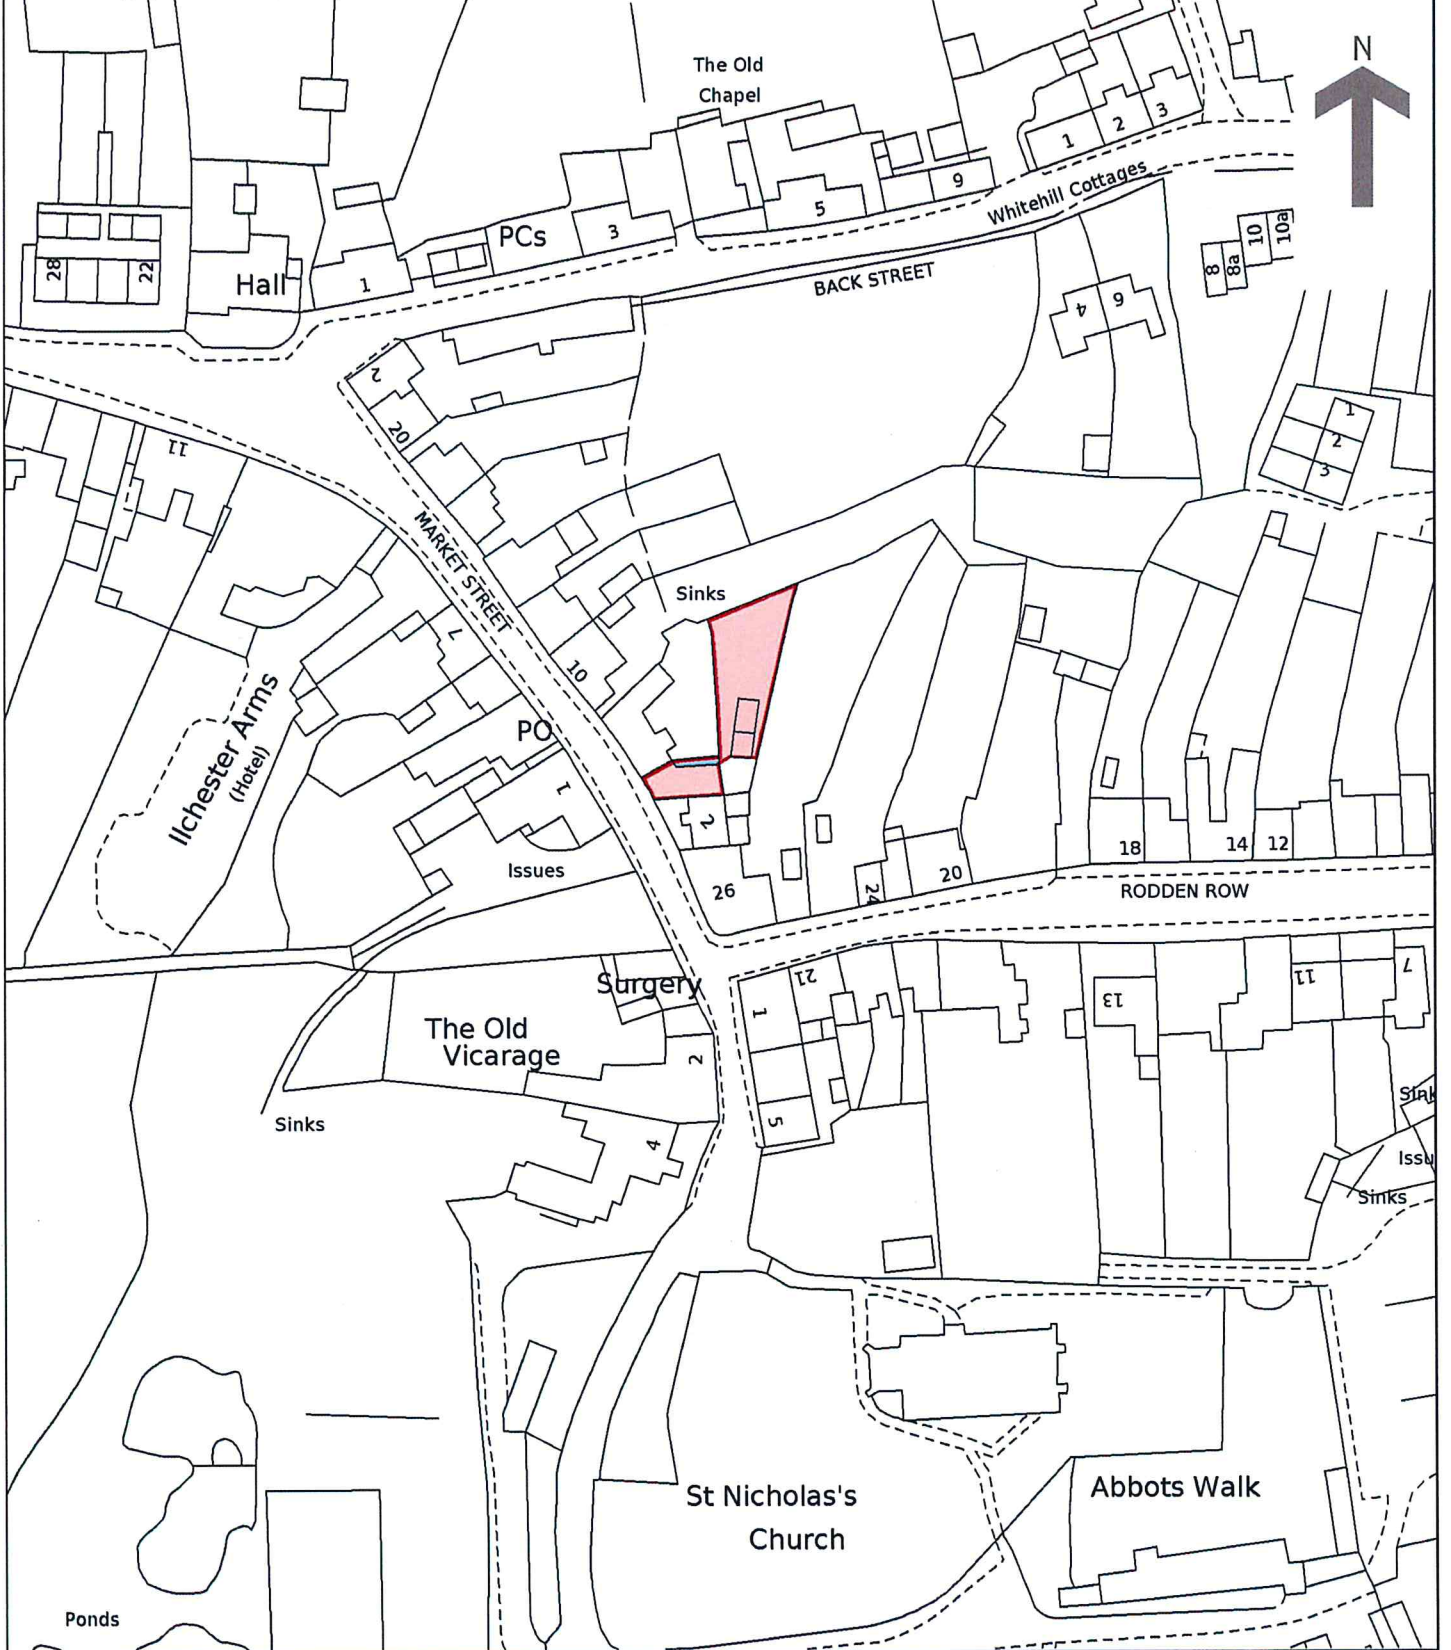 N
The Old
Chapel
1
2
3
9
Whitehill Cottages
5
PCs
3
10
10a
8
8a
28
22
Hall
1
BACK STREET
4
6
2
20
1
2
3
11
MARKET STREET
Sinks
7
10
Ilchester Arms
(Hotel)
PO
1
2
Issues
18
14
12
26
24
20
RODDEN ROW
Surgery
21
1
13
11
7
The Old
Vicarage
2
5
4
Sinks
Sink
Issu
Sinks
St Nicholas's
Church
Abbots Walk
Ponds